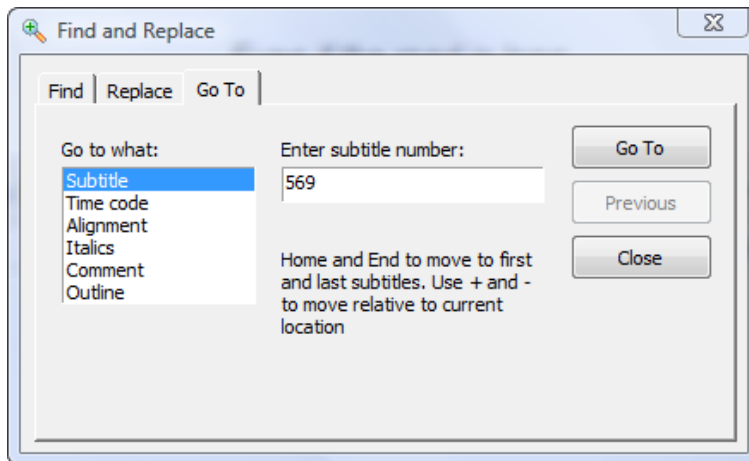 Find and Replace
Find Replace Go To
Go to what:
Subtitle
Time code
Alignment
Italics
Comment
Outline
Enter subtitle number:
569
Home and End to move to first
and last subtitles. Use + and -
to move relative to current
location
Go To
Previous
Close